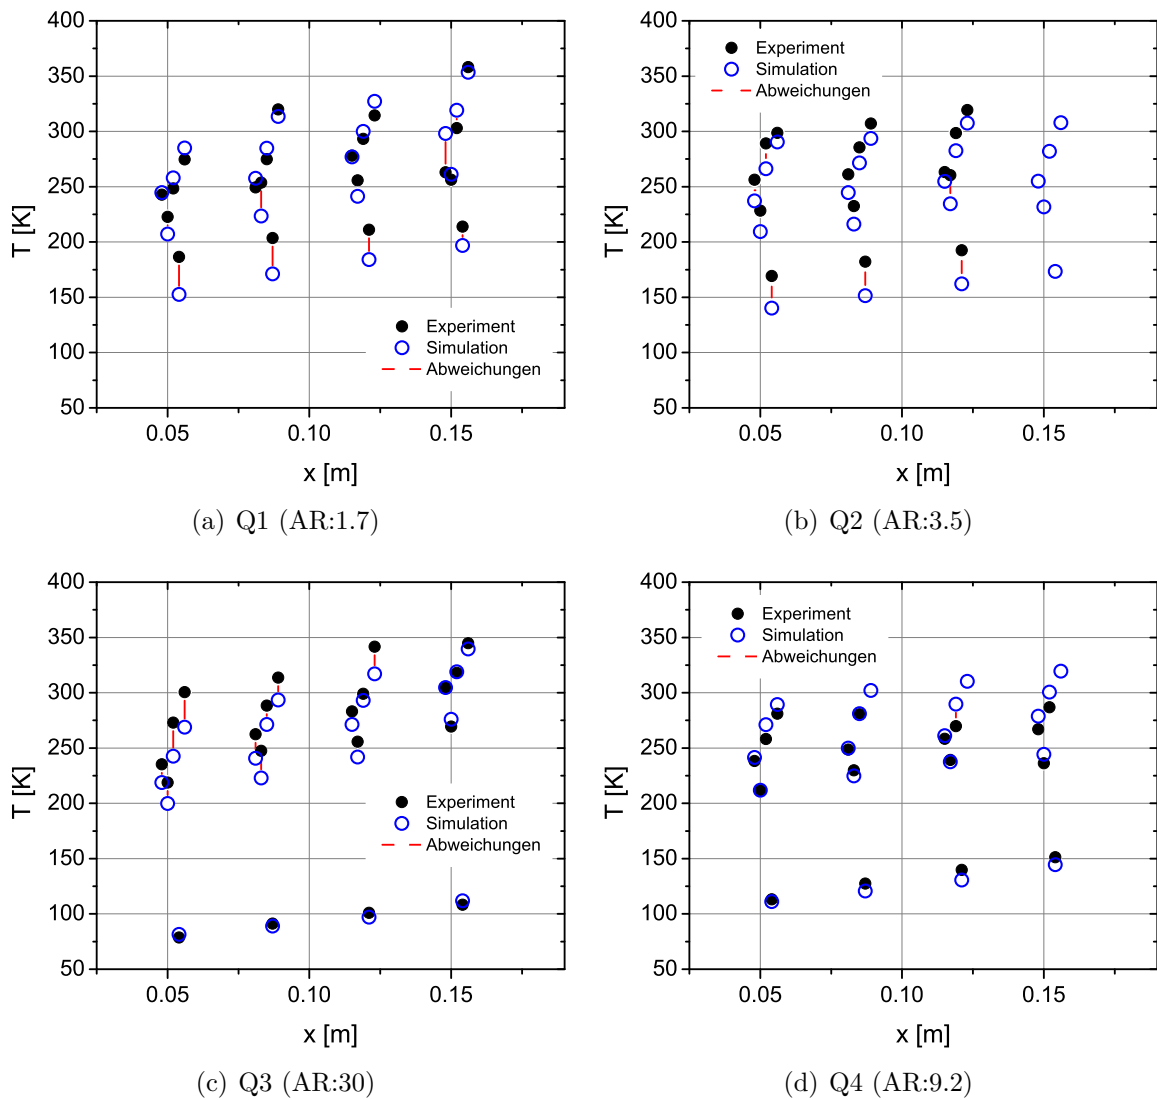 400
350
300
250
200
150
100
50
T [K]
Experiment
Simulation
Abweichungen
0.05 0.10 0.15
x [m]
(a) Q1 (AR:1.7)
400
350
300
250
200
150
100
50
T [K]
Experiment
Simulation
Abweichungen
0.05 0.10 0.15
x [m]
(b) Q2 (AR:3.5)
400
350
300
250
200
150
100
50
T [K]
Experiment
Simulation
Abweichungen
0.05 0.10 0.15
x [m]
(c) Q3 (AR:30)
400
350
300
250
200
150
100
50
T [K]
Experiment
Simulation
Abweichungen
0.05 0.10 0.15
x [m]
(d) Q4 (AR:9.2)